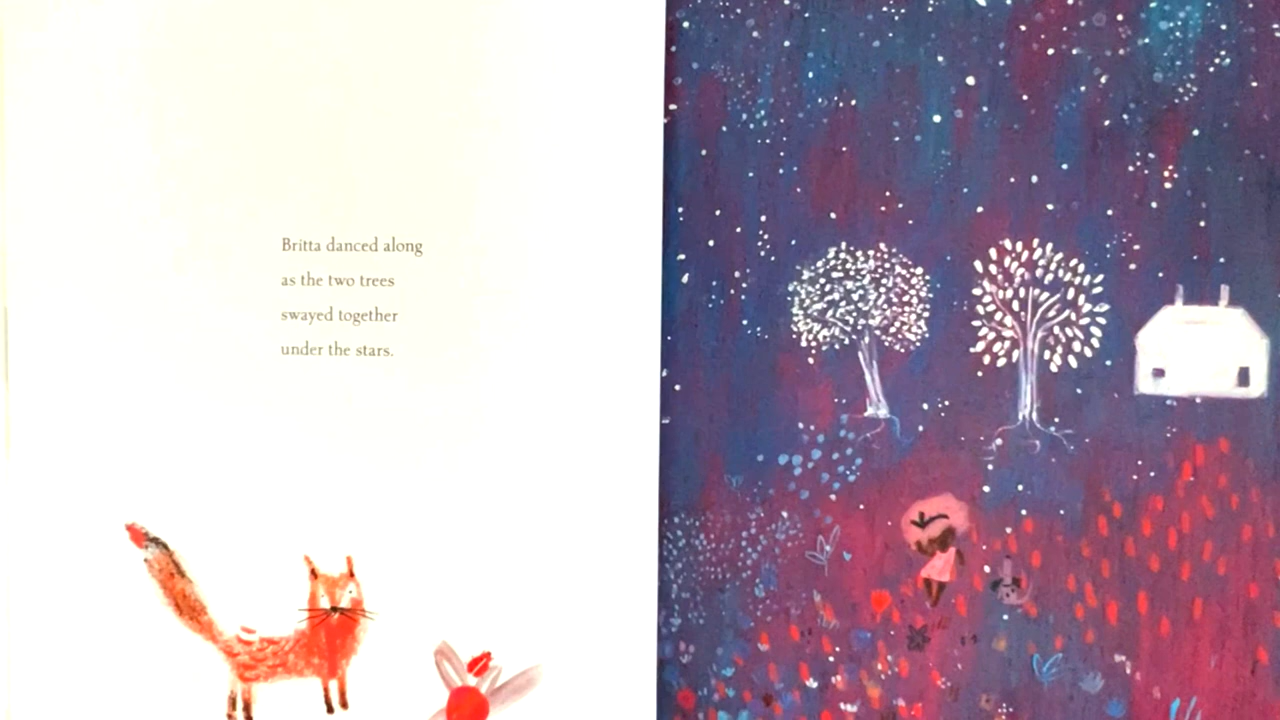 Britta danced along
as the two trees
swayed together
under the stars.